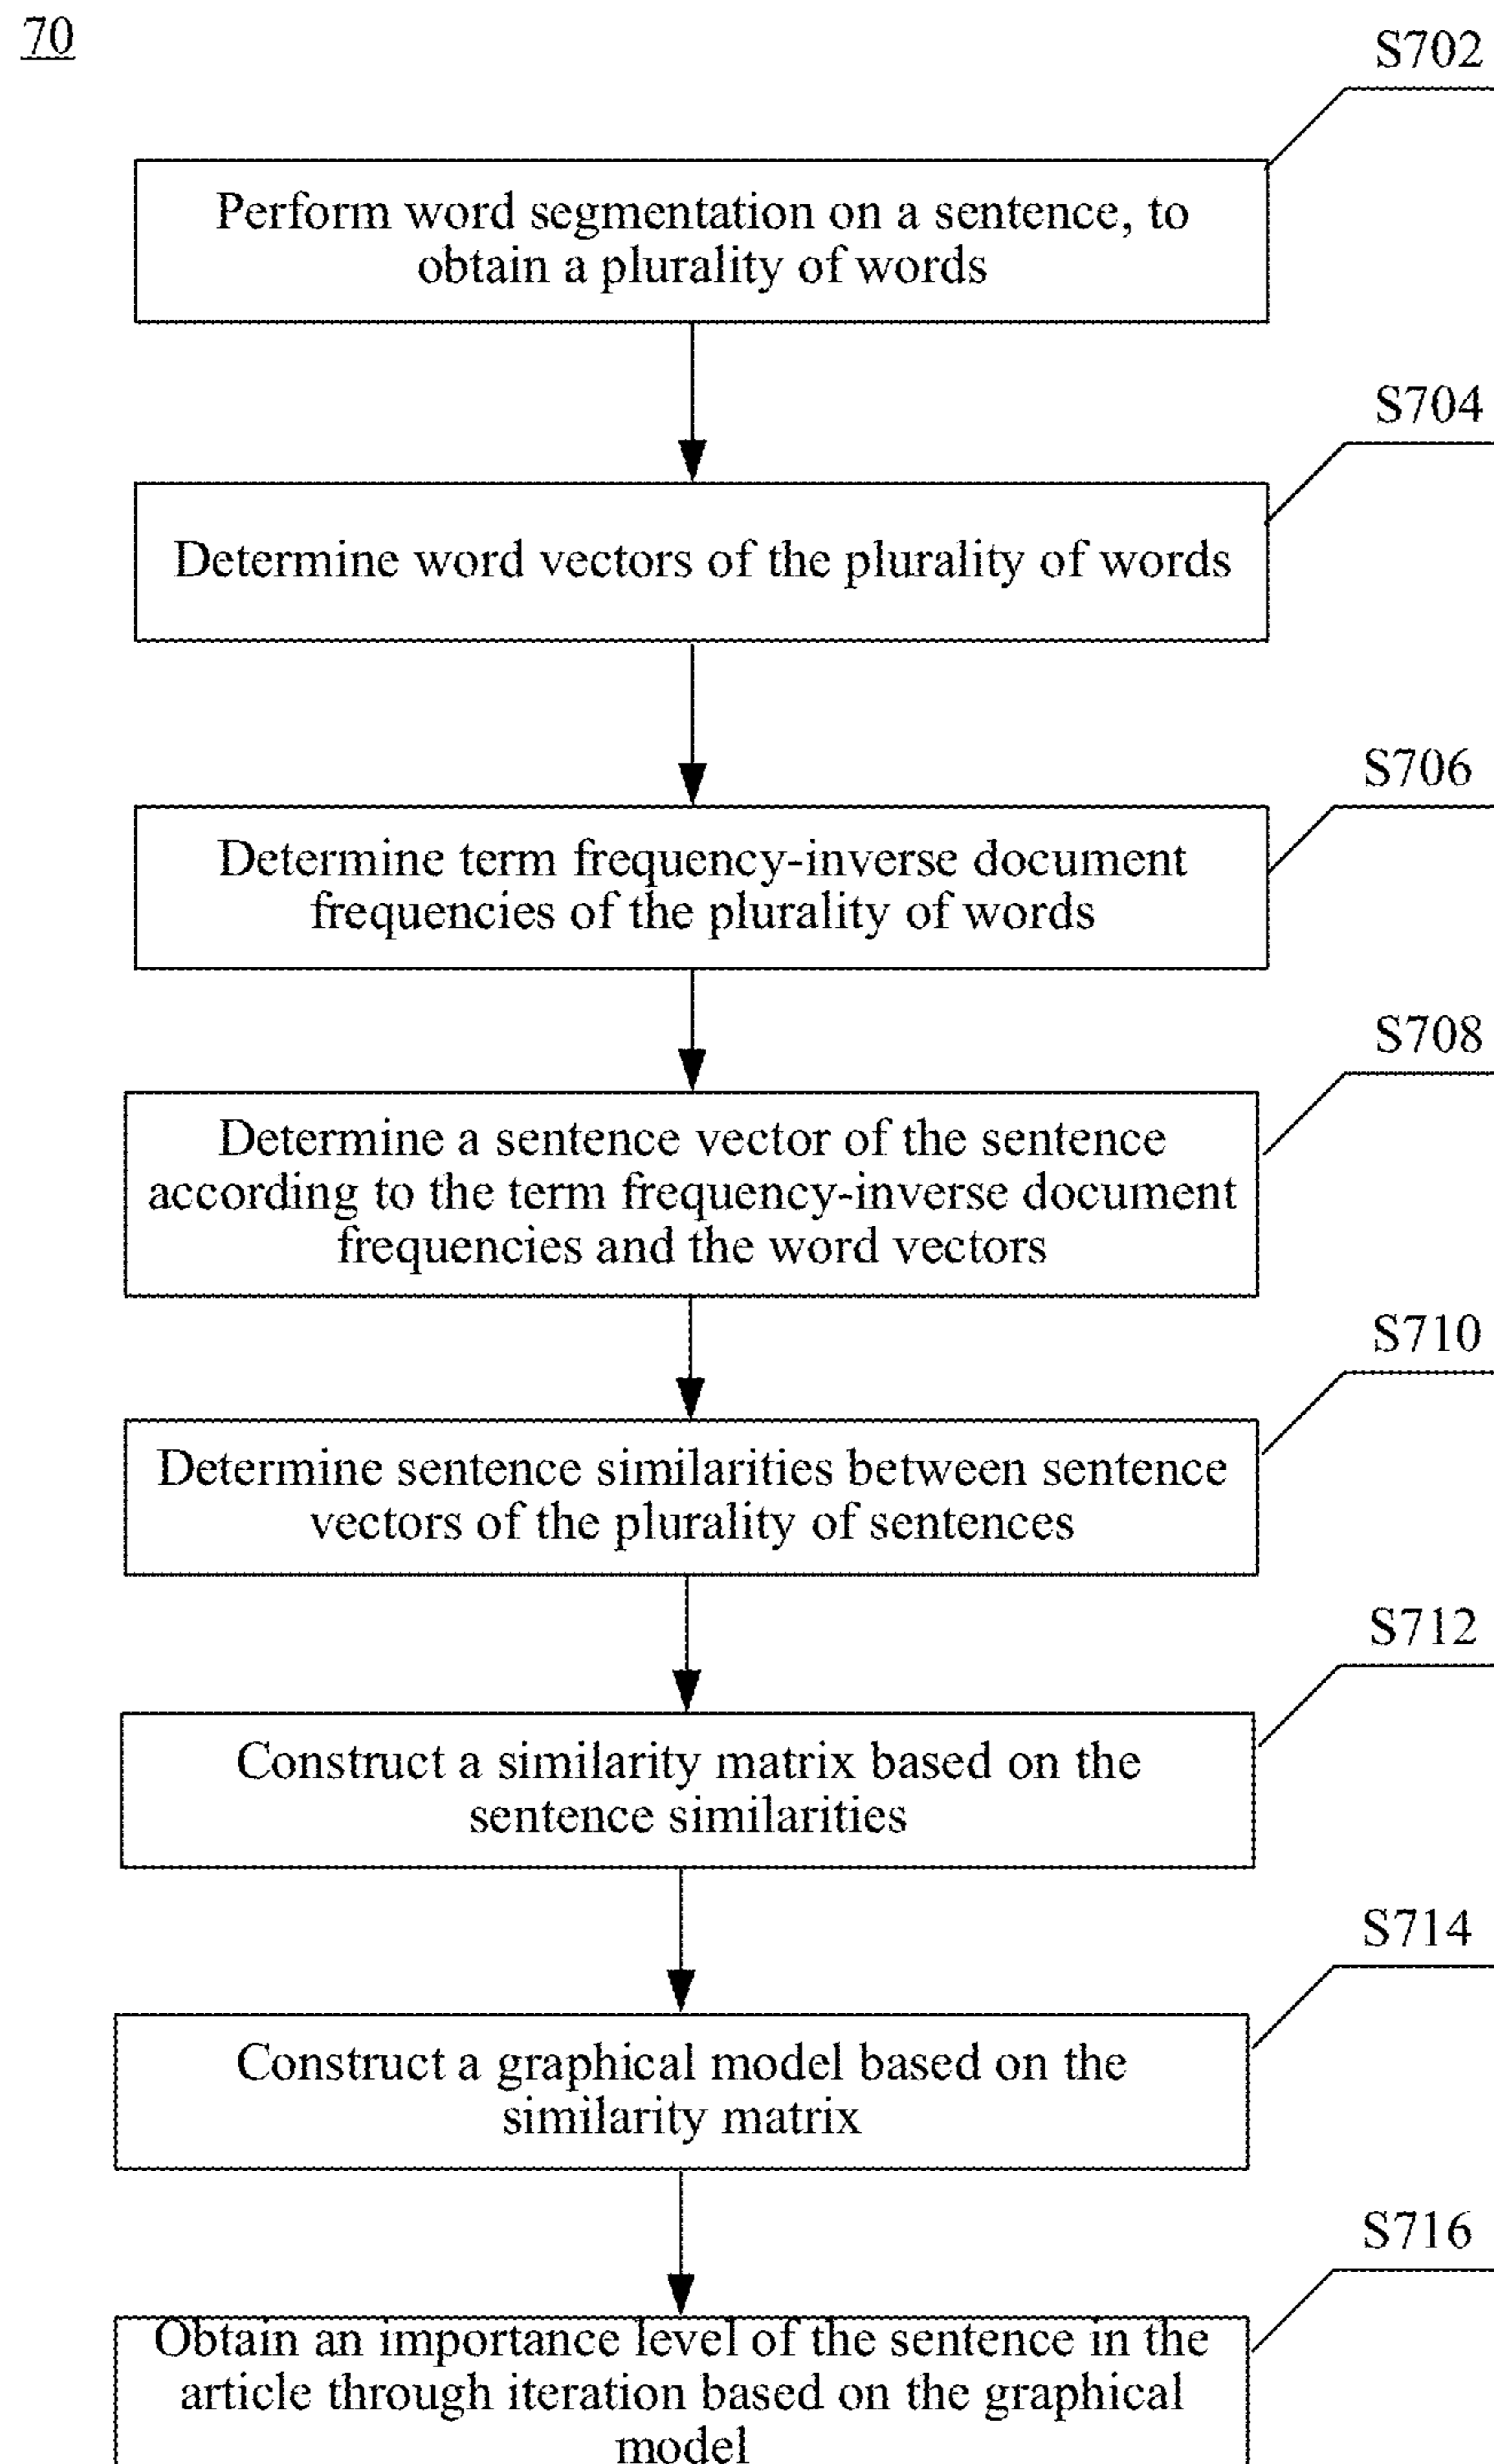 70
S702
Perform word segmentation on a sentence, to
obtain a plurality of words
S704
Determine word vectors of the plurality of words
S706
Determine term frequency-inverse document
frequencies of the plurality of words
S708
Determine a sentence vector of the sentence
according to the term frequency-inverse document
frequencies and the word vectors
S710
Determine sentence similarities between sentence
vectors of the plurality of sentences
S712
Construct a similarity matrix based on the
sentence similarities
S714
Construct a graphical model based on the
similarity matrix
S716
Obtain an importance level of the sentence in the
article through iteration based on the graphical
model